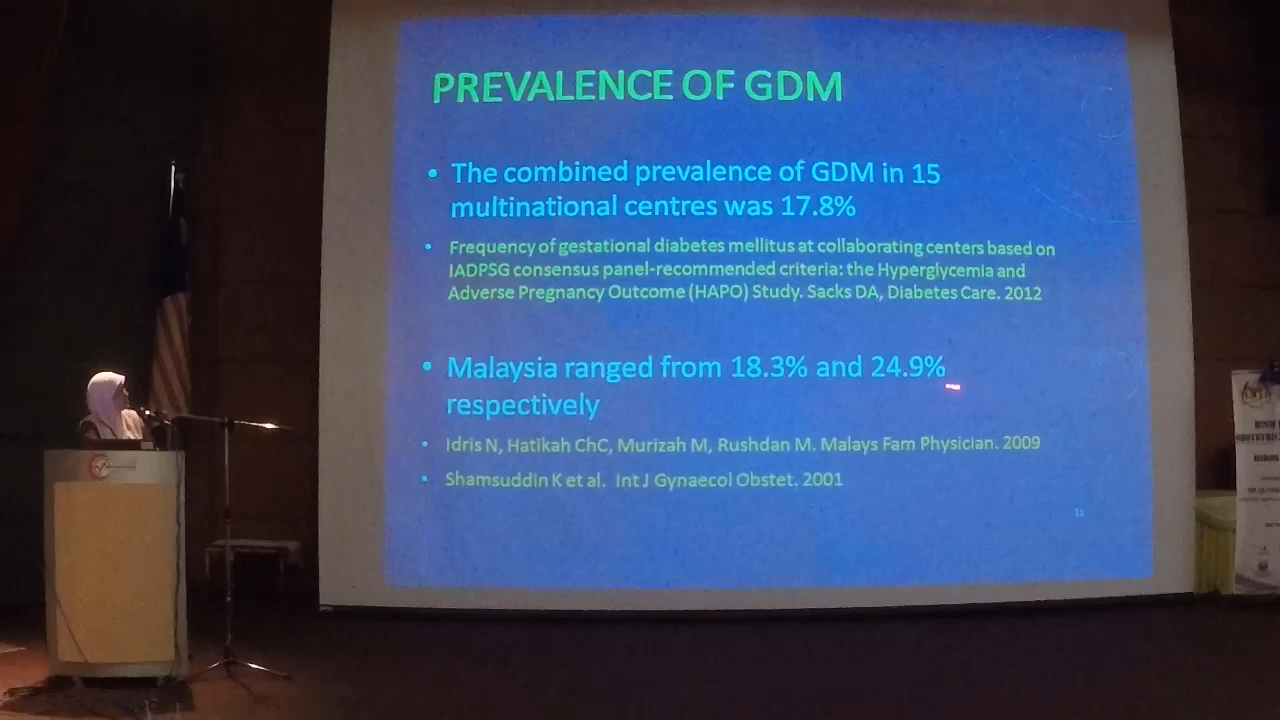 PREVALENCE OF GDM
• The combined prevalence of GDM in 15
multinational centres was 17.8%
• Frequency of gestational diabetes mellitus at collaborating centers based on
IADPSG consensus panel-recommended criteria: the Hyperglycemia and
Adverse Pregnancy Outcome (HAPO) Study. Sacks DA, Diabetes Care. 2012
• Malaysia ranged from 18.3% and 24.9%
respectively
• Idris N, Hatikah ChC, Murizah M, Rushdan M. Malays Fam Physician. 2009
• Shamsuddin K et al. Int J Gynaecol Obstet. 2001
11